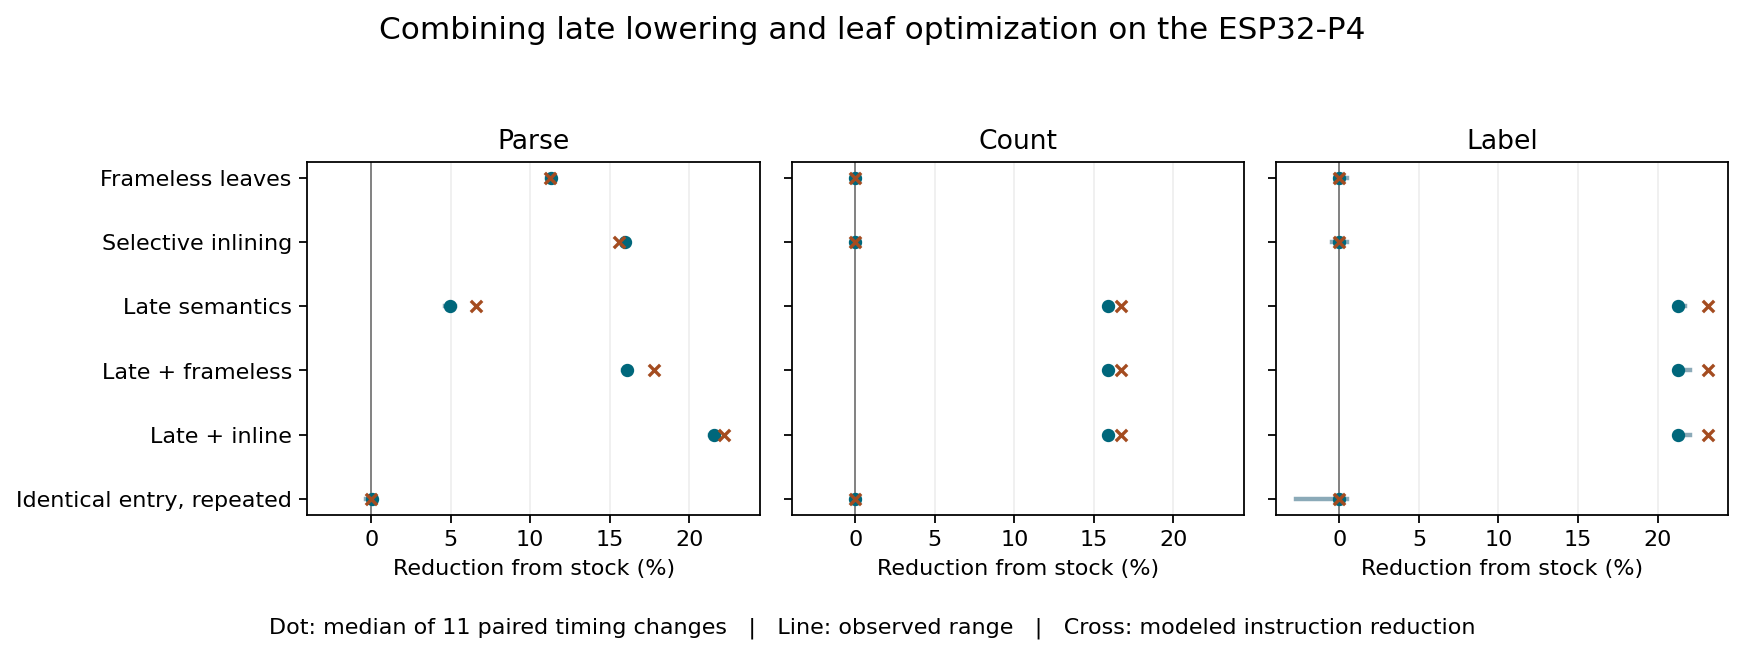 Combining late lowering and leaf optimization on the ESP32-P4
Parse
Count
Label
Frameless leaves
Selective inlining
Late semantics
Late + frameless
Late + inline
Identical entry, repeated
0 5 10 15 20
0 5 10 15 20
0 5 10 15 20
Reduction from stock (%)
Reduction from stock (%)
Reduction from stock (%)
Dot: median of 11 paired timing changes | Line: observed range | Cross: modeled instruction reduction